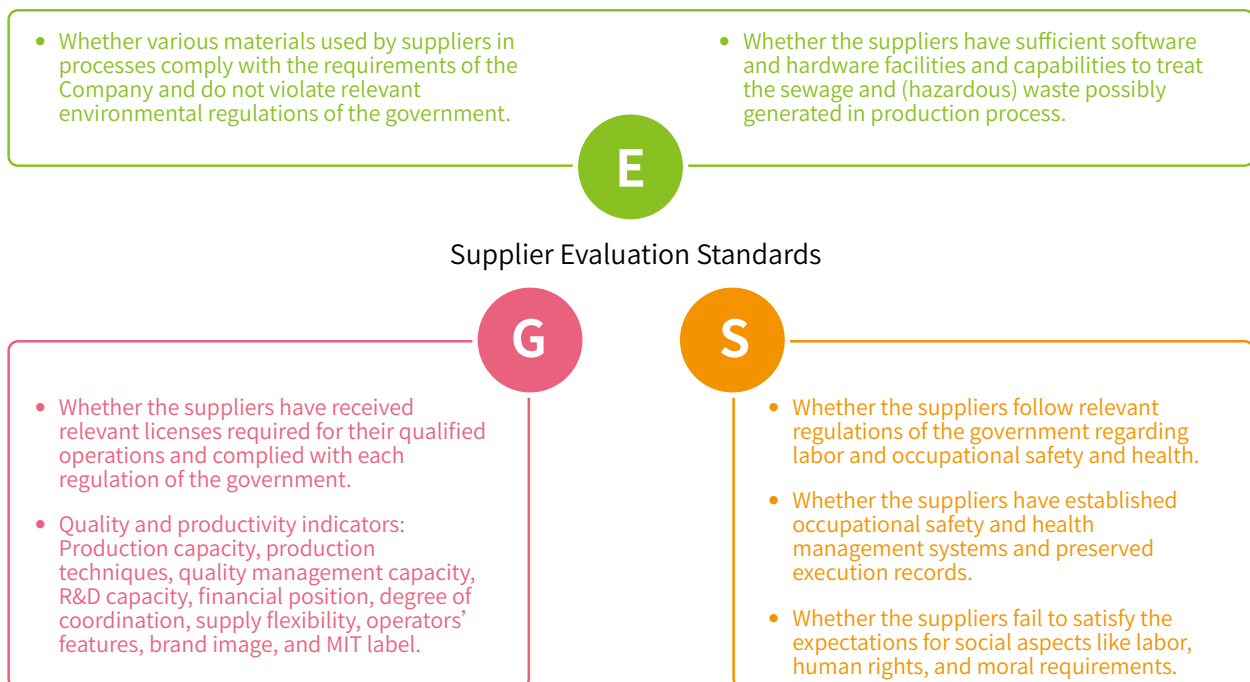 • Whether various materials used by suppliers in
processes comply with the requirements of the
Company and do not violate relevant
environmental regulations of the government.
• Whether the suppliers have sufficient software
and hardware facilities and capabilities to treat
the sewage and (hazardous) waste possibly
generated in production process.
E
Supplier Evaluation Standards
G
• Whether the suppliers have received
relevant licenses required for their qualified
operations and complied with each
regulation of the government.
• Quality and productivity indicators:
Production capacity, production
techniques, quality management capacity,
R&D capacity, financial position, degree of
coordination, supply flexibility, operators’
features, brand image, and MIT label.
S
• Whether the suppliers follow relevant
regulations of the government regarding
labor and occupational safety and health.
• Whether the suppliers have established
occupational safety and health
management systems and preserved
execution records.
• Whether the suppliers fail to satisfy the
expectations for social aspects like labor,
human rights, and moral requirements.